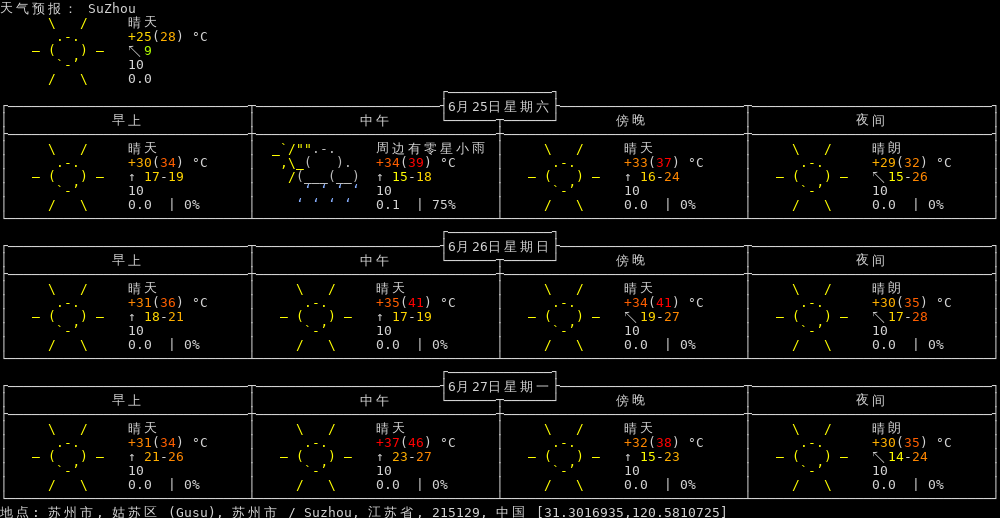 天气预报: SuZhou
晴天
+25(28) °C
↖ 9
10
0.0
6月25日星期六
早上 中午 傍晚 夜间
晴天 周边有零星小雨 晴天 晴朗
+30(34) °C +34(39) °C +33(37) °C +29(32) °C
↑ 17-19 ↑ 15-18 ↑ 16-24 ↖ 15-26
10 10 10 10
0.0 | 0% 0.1 | 75% 0.0 | 0% 0.0 | 0%
6月26日星期日
早上 中午 傍晚 夜间
晴天 晴天 晴天 晴朗
+31(36) °C +35(41) °C +34(41) °C +30(35) °C
↑ 18-21 ↑ 17-19 ↖ 19-27 ↖ 17-28
10 10 10 10
0.0 | 0% 0.0 | 0% 0.0 | 0% 0.0 | 0%
6月27日星期一
早上 中午 傍晚 夜间
晴天 晴天 晴天 晴朗
+31(34) °C +37(46) °C +32(38) °C +30(35) °C
↑ 21-26 ↑ 23-27 ↑ 15-23 ↖ 14-24
10 10 10 10
0.0 | 0% 0.0 | 0% 0.0 | 0% 0.0 | 0%
地点: 苏州市, 姑苏区 (Gusu), 苏州市 / Suzhou, 江苏省, 215129, 中国 [31.3016935,120.5810725]